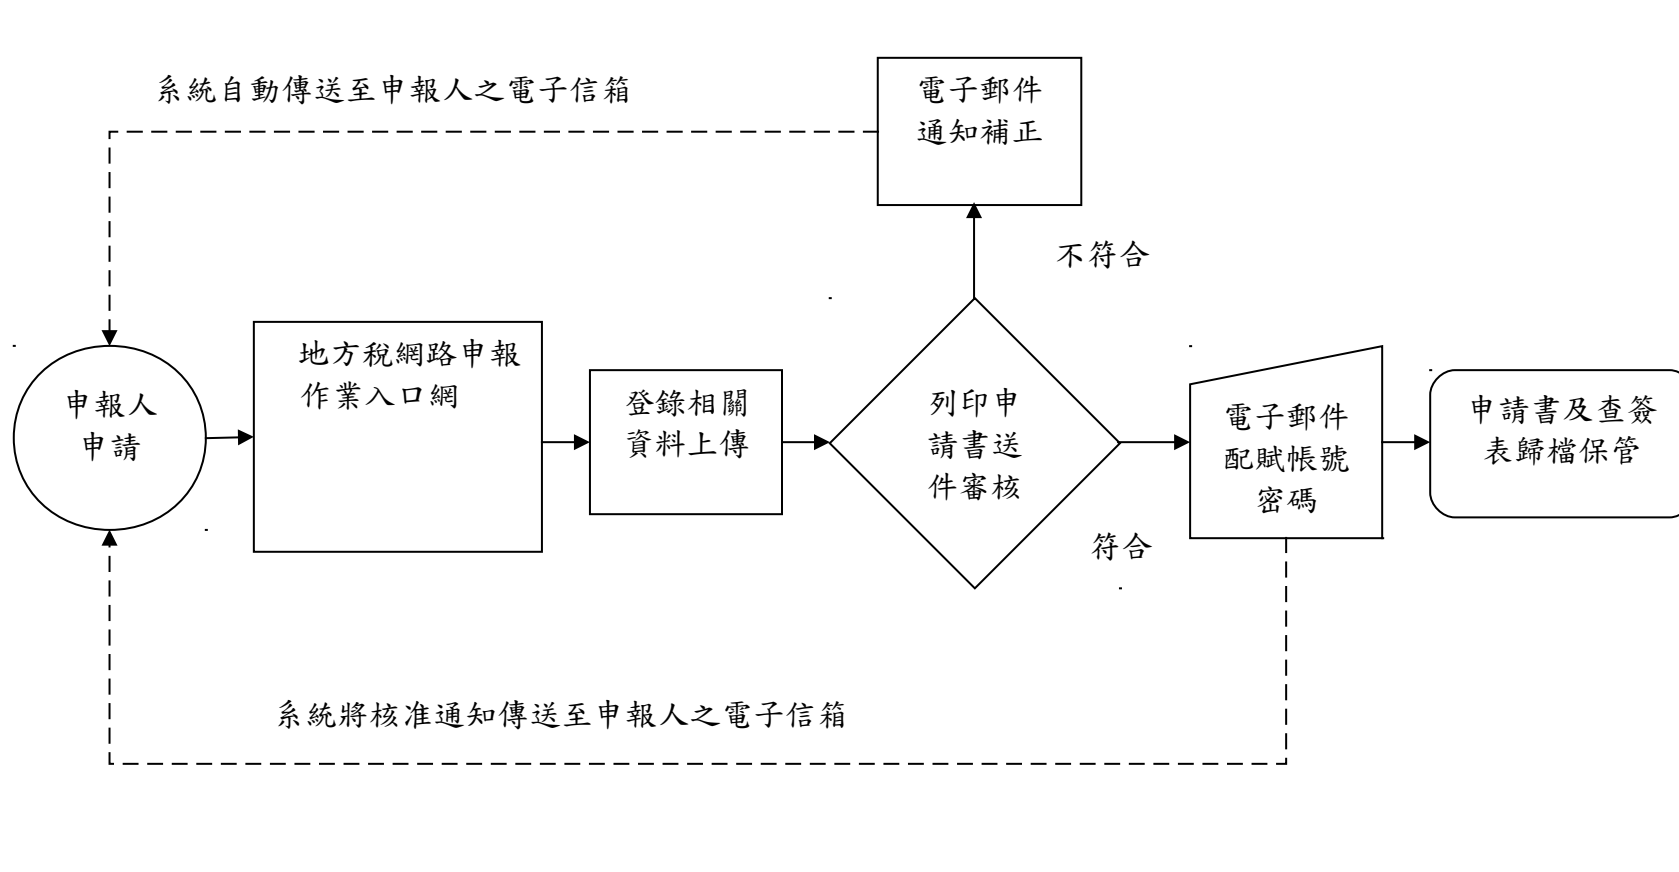 系統自動傳送至申報人之電子信箱
電子郵件
通知補正
不符合
申報人
申請
地方稅網路申報
作業入口網
登錄相關
資料上傳
列印申
請書送
件審核
符合
電子郵件
配賦帳號
密碼
申請書及查簽
表歸檔保管
系統將核准通知傳送至申報人之電子信箱